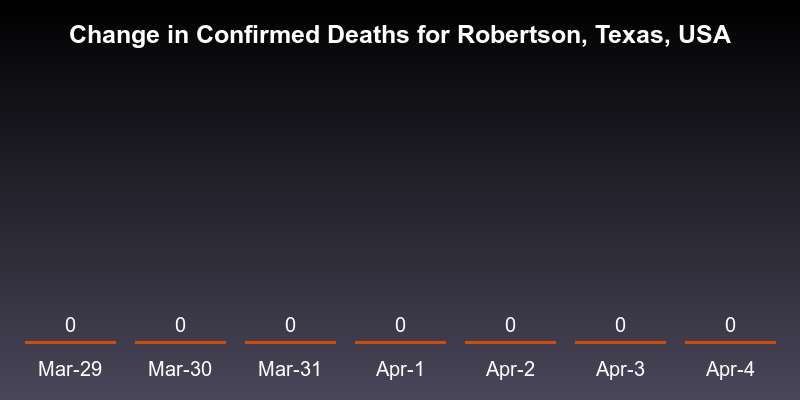 Change in Confirmed Deaths for Robertson, Texas, USA
0 0 0 0 0 0 0
Mar-29 Mar-30 Mar-31 Apr-1 Apr-2 Apr-3 Apr-4